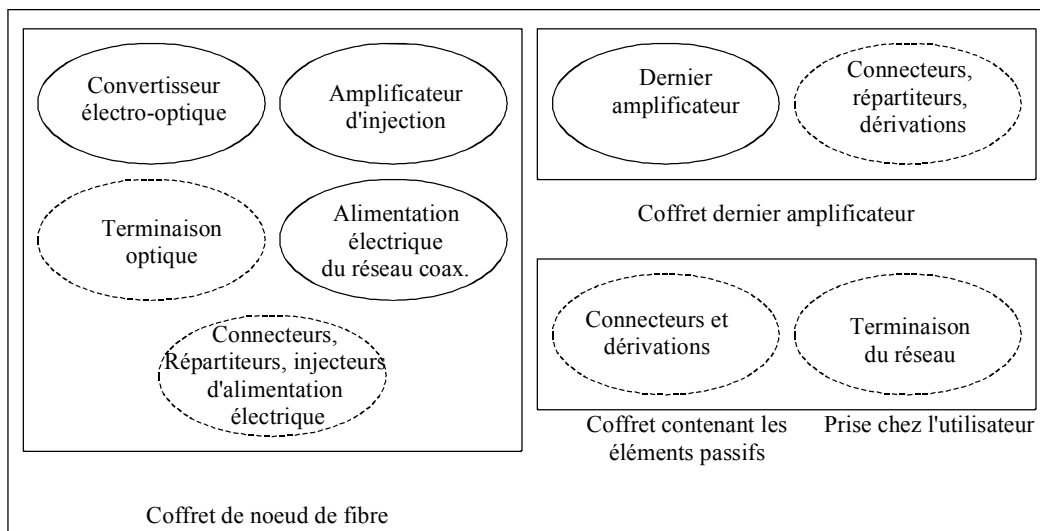 Convertisseur
électro-optique
Amplificateur
d'injection
Terminaison
optique
Alimentation
électrique
du réseau coax.
Connecteurs,
Répartiteurs, injecteurs
d'alimentation
électrique
Coffret de noeud de fibre
Dernier
amplificateur
Connecteurs,
répartiteurs,
dérivations
Coffret dernier amplificateur
Connecteurs et
dérivations
Terminaison
du réseau
Coffret contenant les
éléments passifs
Prise chez l'utilisateur